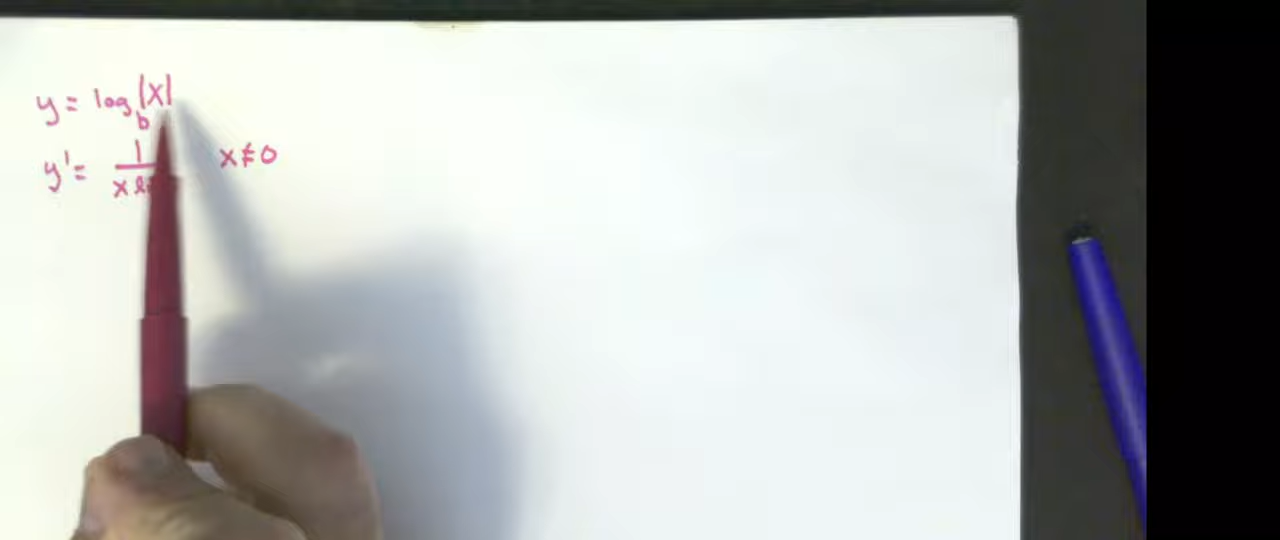 y = log_b |x|
y' = 1 / x l x ≠ 0